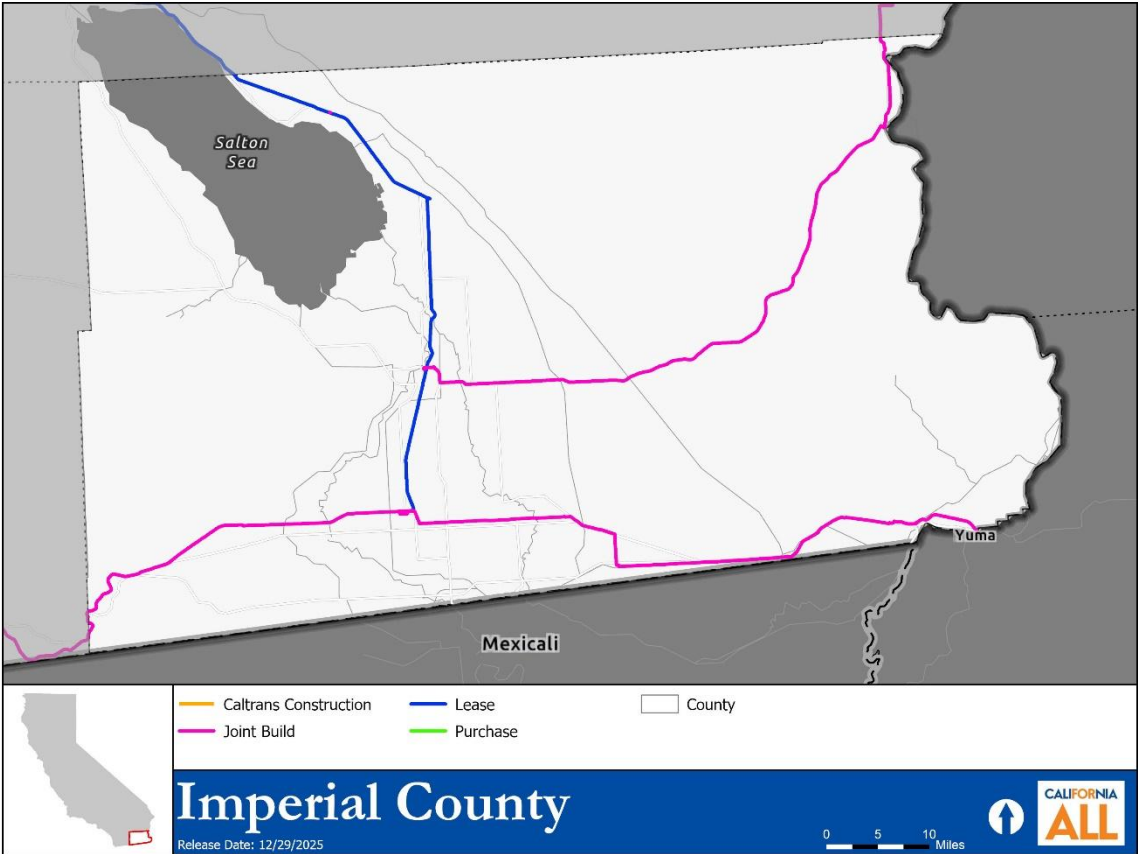 Salton
Sea
Yuma
Mexicali
Caltrans Construction
Lease
County
Joint Build
Purchase
Imperial County
Release Date: 12/29/2025
0 5 10
Miles
CALIFORNIA
ALL